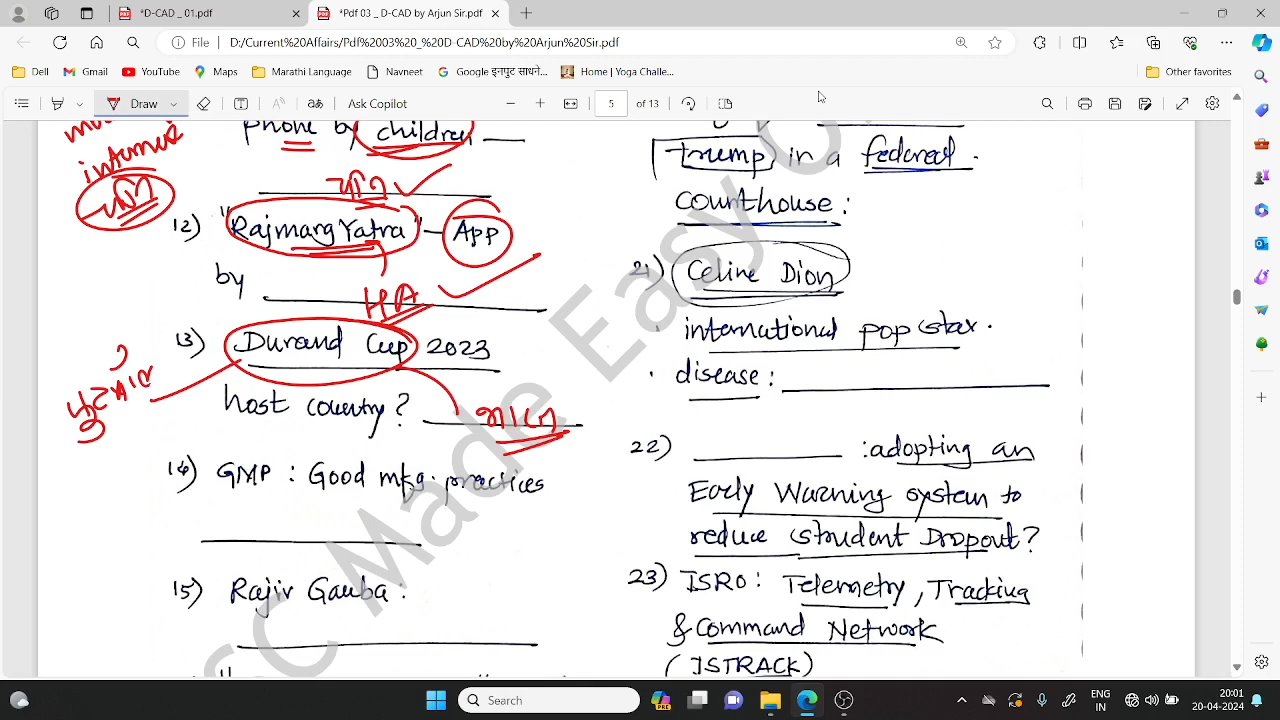 *D-CAD _ 01.pdf
*Pdf 03 _ D-CAD by Arjun Sir.pdf
File
D:/Current%20Affairs/Pdf%2003%20_%20D-CAD%20by%20Arjun%20Sir.pdf
Dell
Gmail
YouTube
Maps
Marathi Language
Navneet
Google इनपुट साधने...
Home | Yoga Challe...
Other favorites
Draw
Ask Copilot
5
of 13
phone by children
12) "Rajmarg Yatra" – App
by
13) Durand Cup 2023
host country?
14) GMP : Good mfg. practices
15) Rajiv Gauba :
Trump in a federal
courthouse :
21) Celine Dion
international pop star.
disease :
22) : adopting an
Early Warning system to
reduce student Dropout?
23) ISRO : Telemetry, Tracking
& Command Network
(ISTRACK)
SC Made Easy
Search
ENG
IN
20:01
20-04-2024